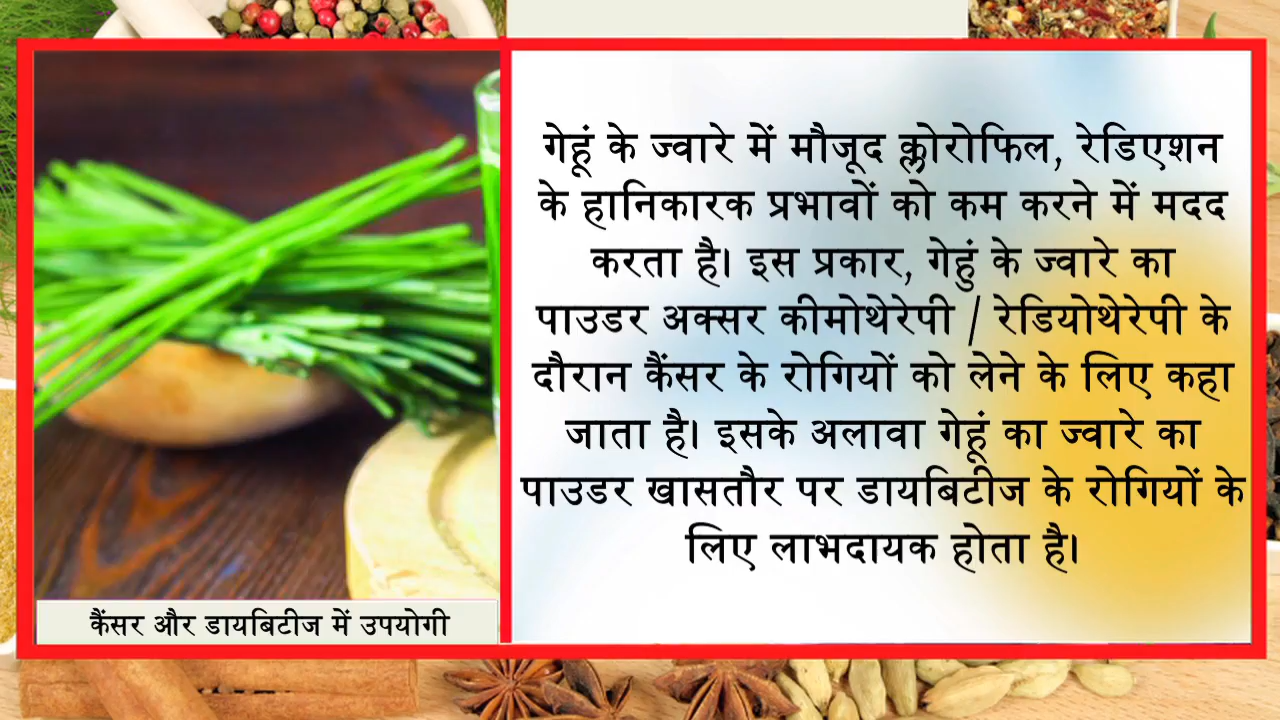 गेहूं के ज्वारे में मौजूद क्लोरोफिल, रेडिएशन
के हानिकारक प्रभावों को कम करने में मदद
करता है। इस प्रकार, गेहुं के ज्वारे का
पाउडर अक्सर कीमोथेरेपी / रेडियोथेरेपी के
दौरान कैंसर के रोगियों को लेने के लिए कहा
जाता है। इसके अलावा गेहूं का ज्वारे का
पाउडर खासतौर पर डायबिटीज के रोगियों के
लिए लाभदायक होता है।
कैंसर और डायबिटीज में उपयोगी